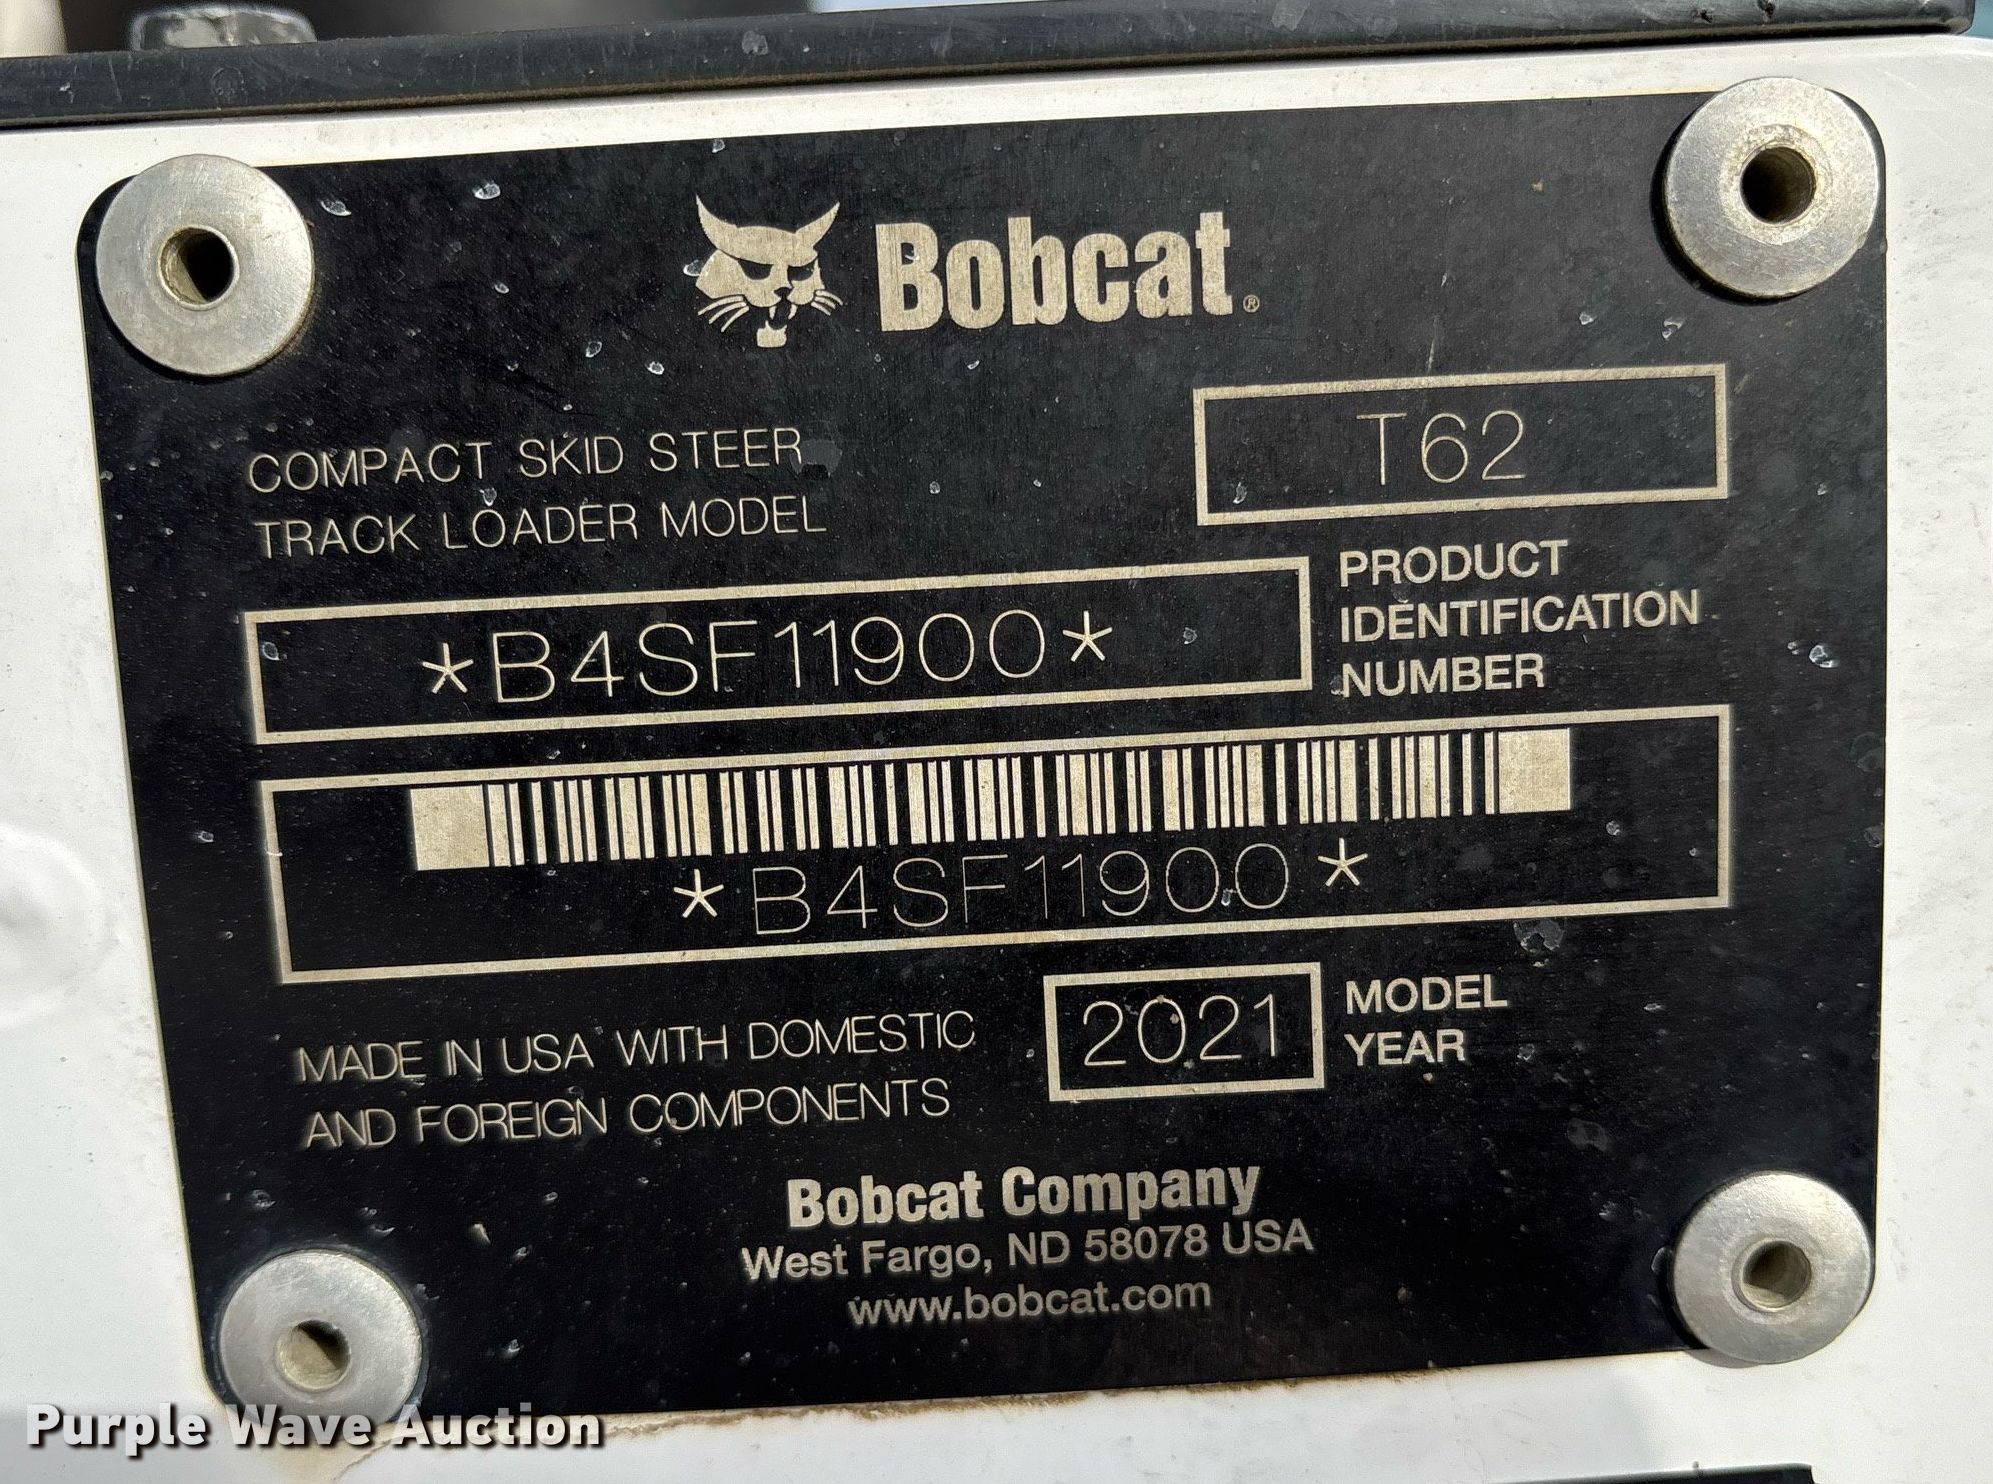 Bobcat®
COMPACT SKID STEER
TRACK LOADER MODEL
T62
*B4SF11900*
PRODUCT
IDENTIFICATION
NUMBER
*B4SF11900*
MADE IN USA WITH DOMESTIC
AND FOREIGN COMPONENTS
2021
MODEL
YEAR
Bobcat Company
West Fargo, ND 58078 USA
www.bobcat.com
Purple Wave Auction